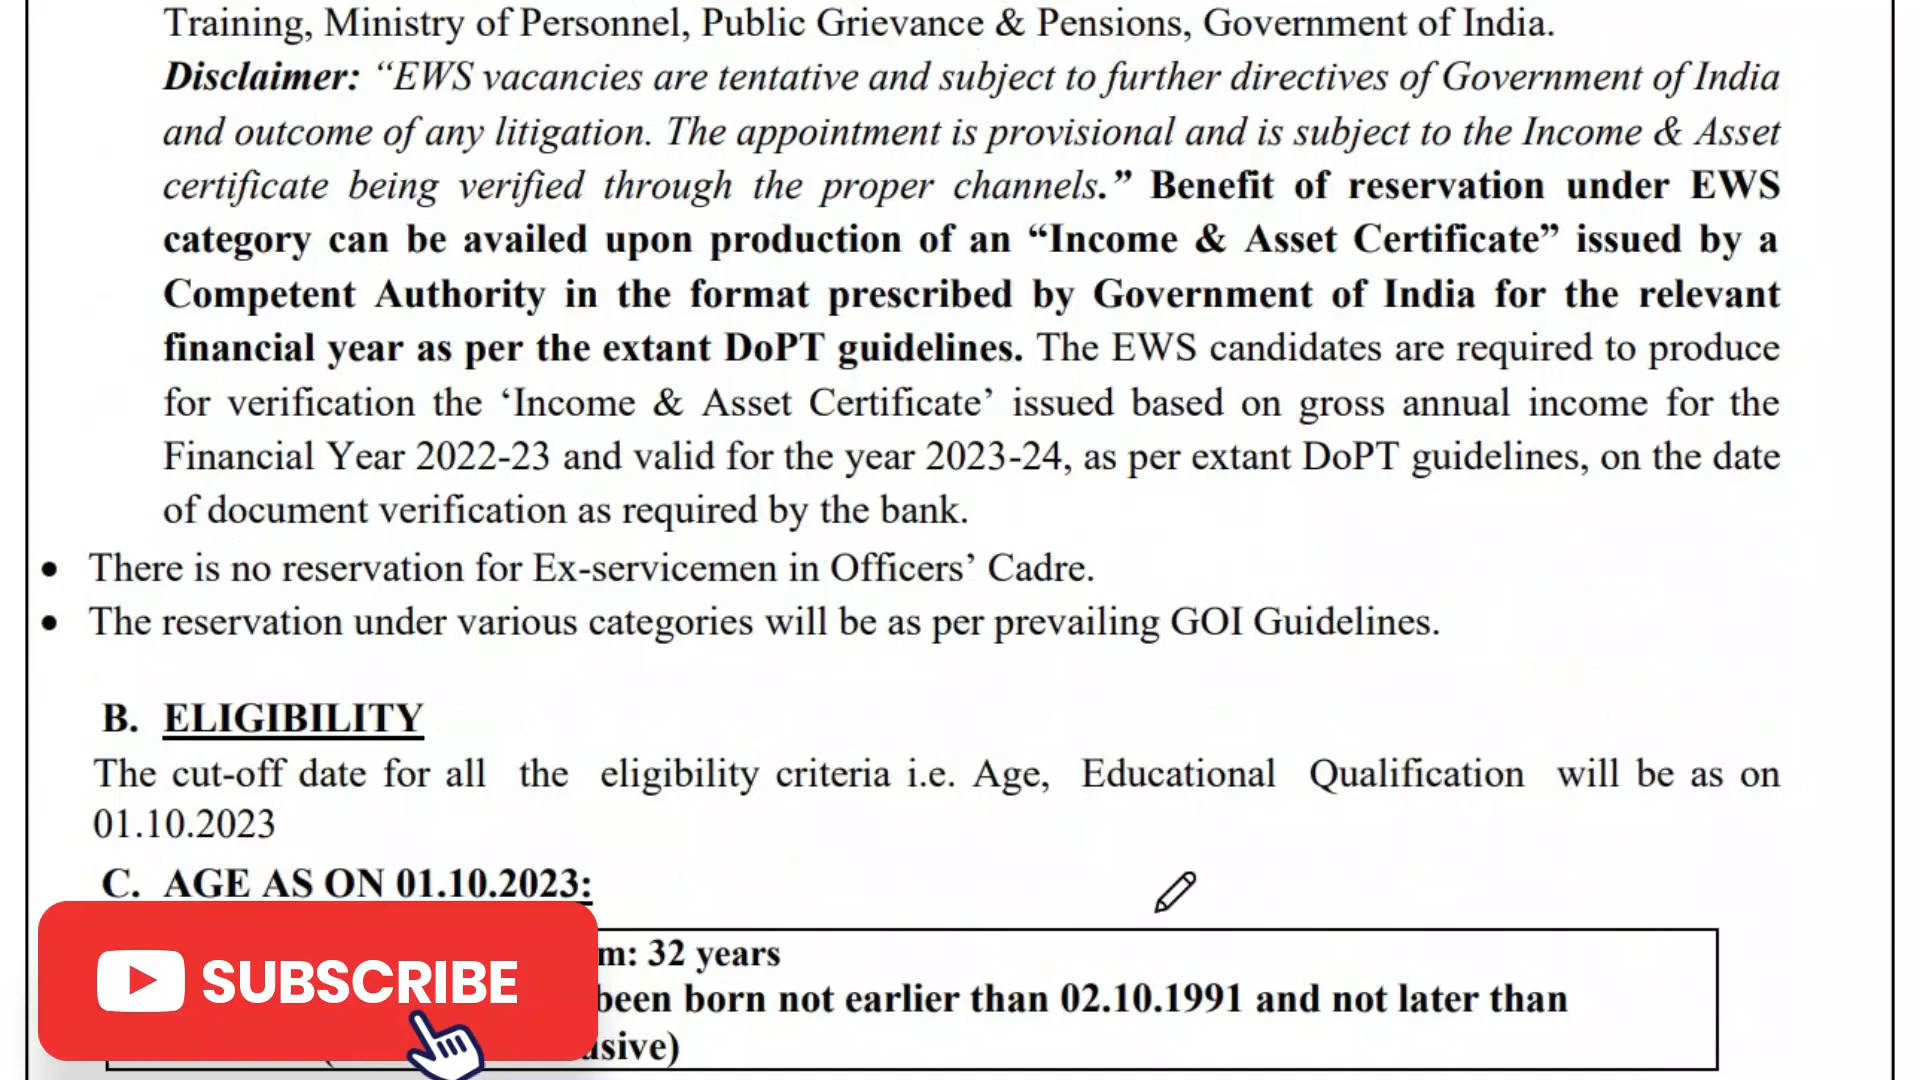 Training, Ministry of Personnel, Public Grievance & Pensions, Government of India.
Disclaimer: “EWS vacancies are tentative and subject to further directives of Government of India
and outcome of any litigation. The appointment is provisional and is subject to the Income & Asset
certificate being verified through the proper channels.” Benefit of reservation under EWS
category can be availed upon production of an “Income & Asset Certificate” issued by a
Competent Authority in the format prescribed by Government of India for the relevant
financial year as per the extant DoPT guidelines. The EWS candidates are required to produce
for verification the ‘Income & Asset Certificate’ issued based on gross annual income for the
Financial Year 2022-23 and valid for the year 2023-24, as per extant DoPT guidelines, on the date
of document verification as required by the bank.
• There is no reservation for Ex-servicemen in Officers’ Cadre.
• The reservation under various categories will be as per prevailing GOI Guidelines.
B. ELIGIBILITY
The cut-off date for all the eligibility criteria i.e. Age, Educational Qualification will be as on
01.10.2023
C. AGE AS ON 01.10.2023:
32 years
been born not earlier than 02.10.1991 and not later than
SUBSCRIBE